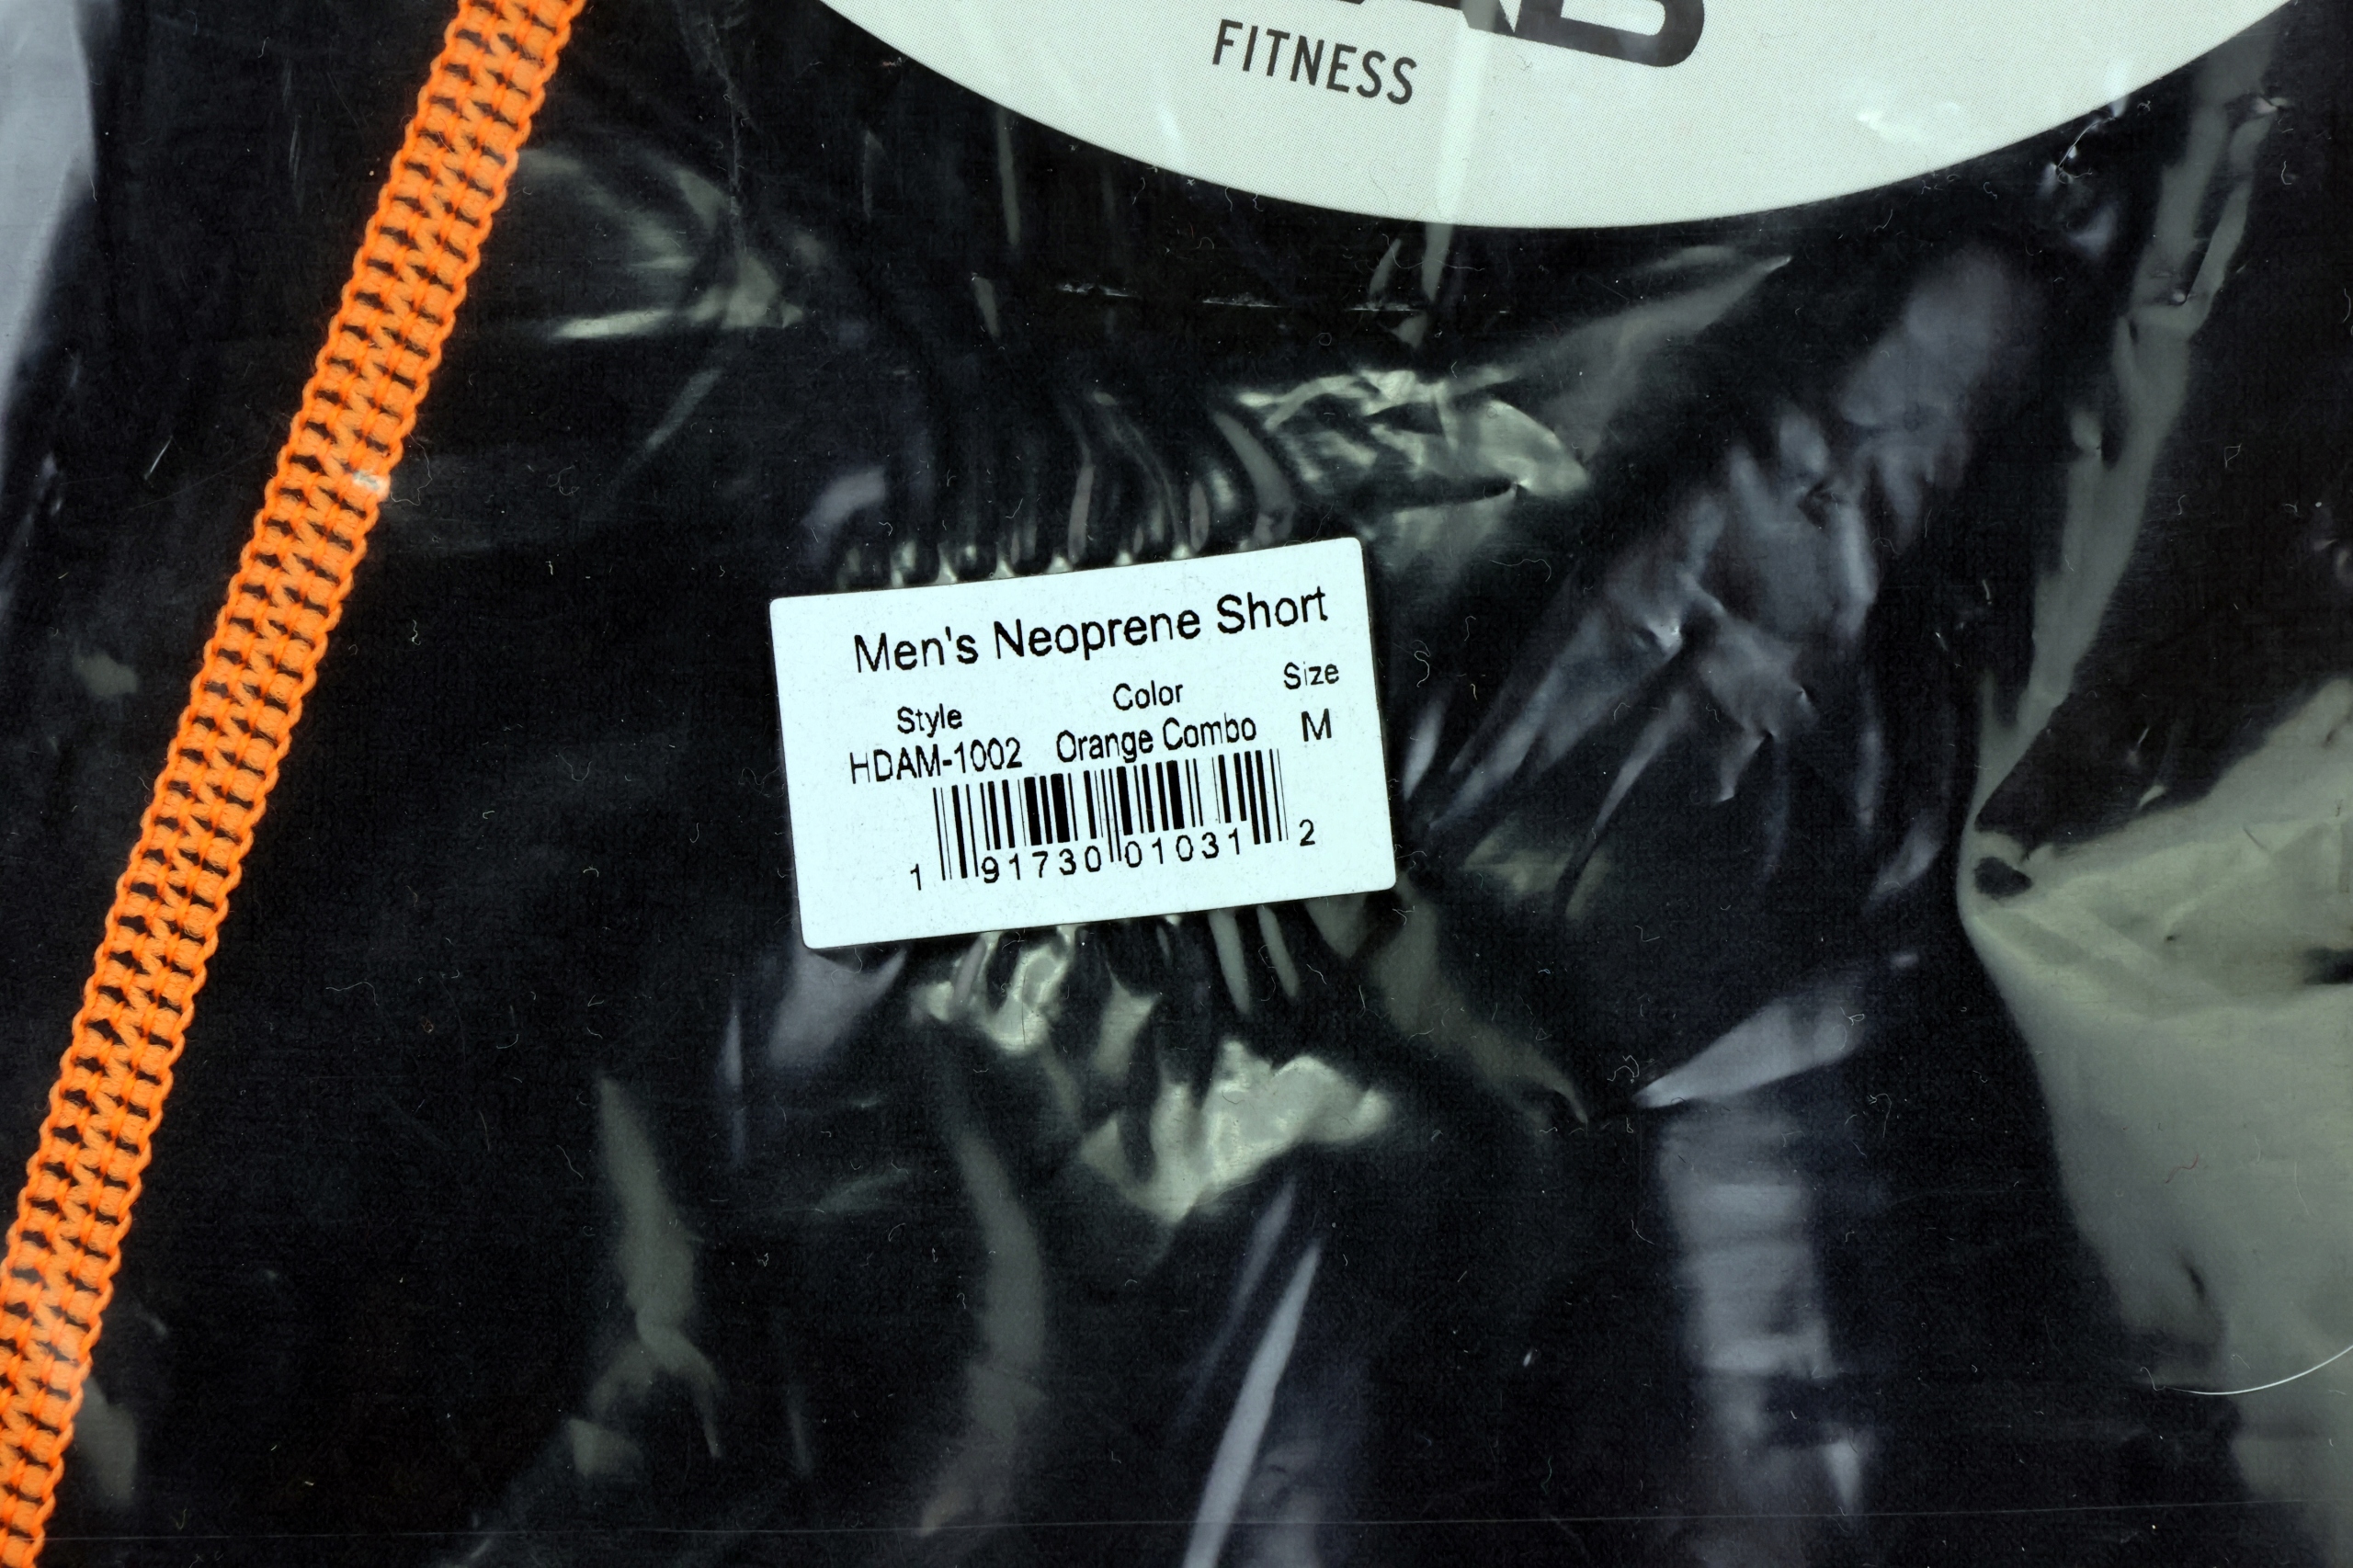 FITNESS
Men's Neoprene Short
Style Color Size
HDAM-1002 Orange Combo M
1 91730 01031 2